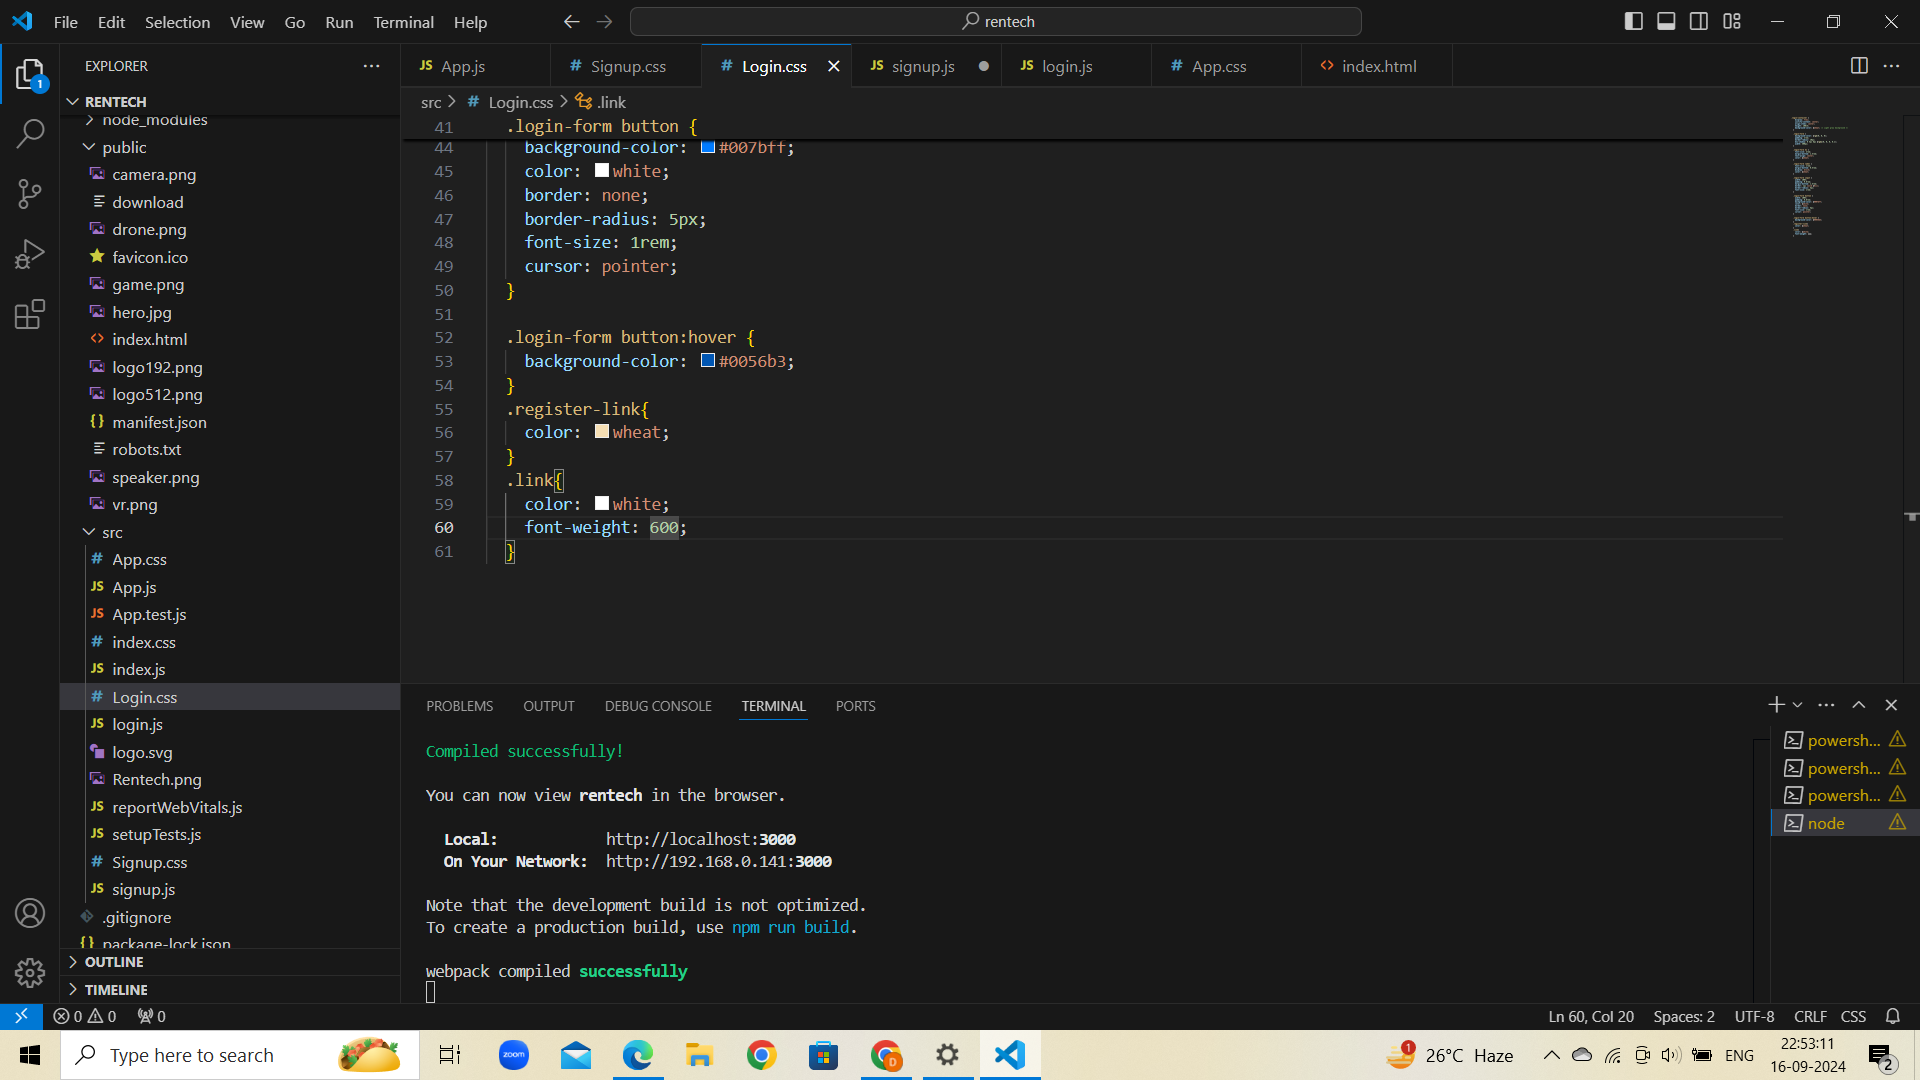 File Edit Selection View Go Run Terminal Help
rentech
EXPLORER
RENTECH
node_modules
public
camera.png
download
drone.png
favicon.ico
game.png
hero.jpg
index.html
logo192.png
logo512.png
manifest.json
robots.txt
speaker.png
vr.png
src
App.css
App.js
App.test.js
index.css
index.js
Login.css
login.js
logo.svg
Rentech.png
reportWebVitals.js
setupTests.js
Signup.css
signup.js
.gitignore
package-lock.json
OUTLINE
TIMELINE
App.js Signup.css Login.css signup.js login.js App.css index.html
src > Login.css > .link
41 .login-form button {
44 background-color: #007bff;
45 color: white;
46 border: none;
47 border-radius: 5px;
48 font-size: 1rem;
49 cursor: pointer;
50 }
51
52 .login-form button:hover {
53 background-color: #0056b3;
54 }
55 .register-link{
56 color: wheat;
57 }
58 .link{
59 color: white;
60 font-weight: 600;
61 }
PROBLEMS OUTPUT DEBUG CONSOLE TERMINAL PORTS
Compiled successfully!
You can now view rentech in the browser.
Local: http://localhost:3000
On Your Network: http://192.168.0.141:3000
Note that the development build is not optimized.
To create a production build, use npm run build.
webpack compiled successfully
powersh...
powersh...
powersh...
node
0 0 0
Ln 60, Col 20 Spaces: 2 UTF-8 CRLF CSS
Type here to search
zoom
26°C Haze
ENG
22:53:11
16-09-2024